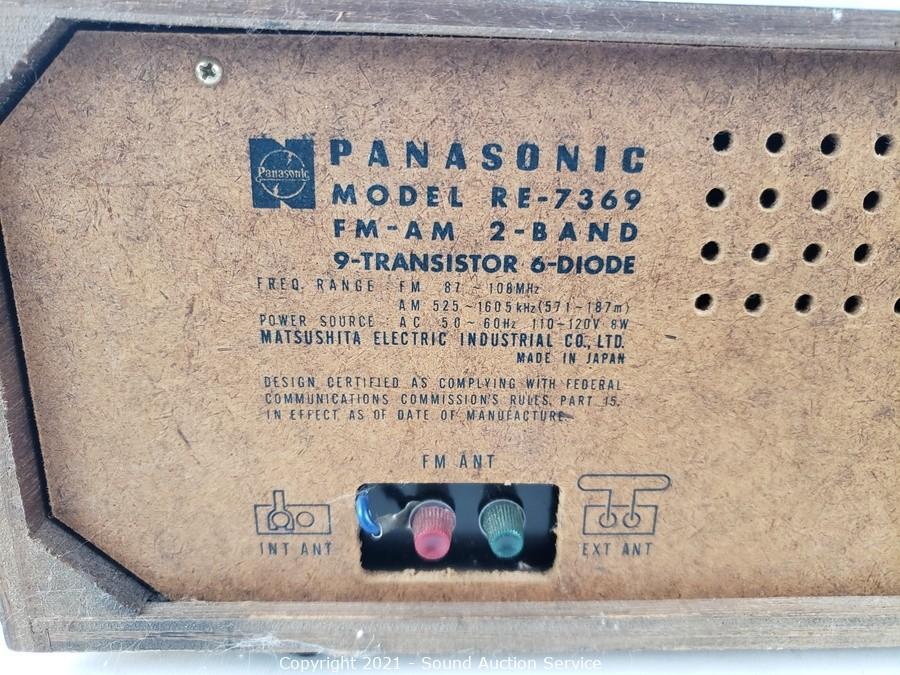 Panasonic
PANASONIC
MODEL RE-7369
FM-AM 2-BAND
9-TRANSISTOR 6-DIODE
FREQ. RANGE : FM 87 ~ 108MHz
AM 525 ~ 1605 kHz (571 ~ 187m)
POWER SOURCE : AC 50 ~ 60Hz 110-120V 8W
MATSUSHITA ELECTRIC INDUSTRIAL CO., LTD.
MADE IN JAPAN
DESIGN CERTIFIED AS COMPLYING WITH FEDERAL
COMMUNICATIONS COMMISSION'S RULES, PART 15,
IN EFFECT AS OF DATE OF MANUFACTURE.
FM ANT
INT ANT
EXT ANT
Copyright 2021 - Sound Auction Service